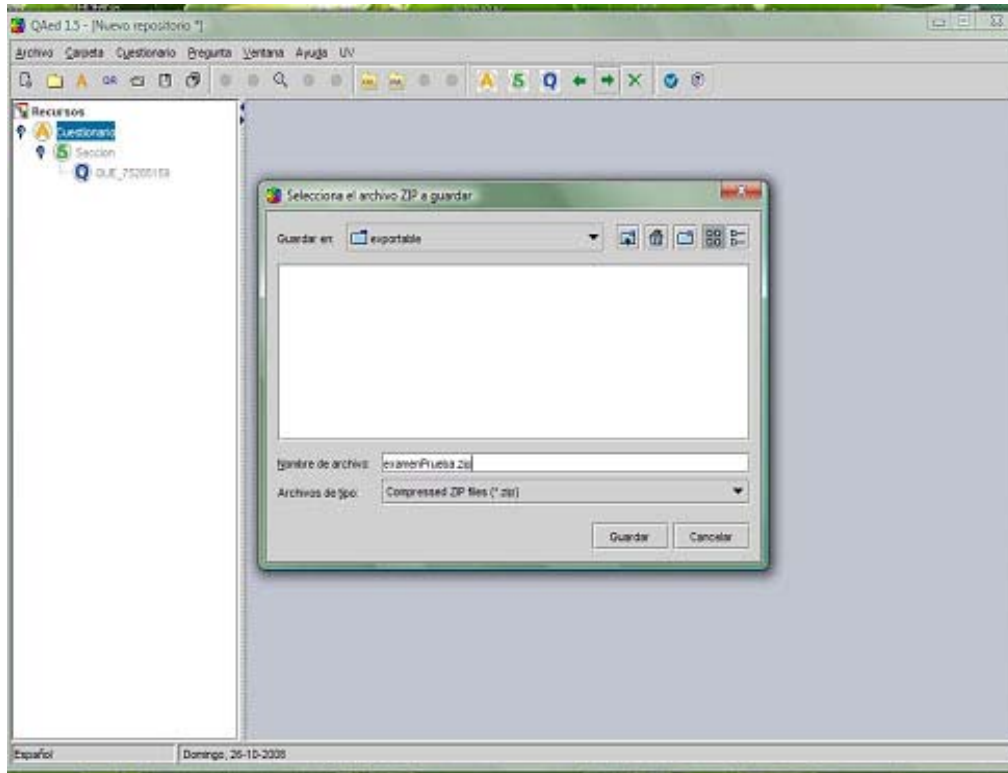 QAed 1.5 - [Nuevo repositorio *]
Archivo Carpeta Cuestionario Pregunta Ventana Ayuda UV
A QR A S Q
Recursos
A Cuestionario
S Seccion
Q QUE_75200159
Selecciona el archivo ZIP a guardar
Guardar en: exportable
Nombre de archivo: examenPrueba.zip
Archivos de tipo: Compressed ZIP files (*.zip)
Guardar Cancelar
Español Domingo, 26-10-2008